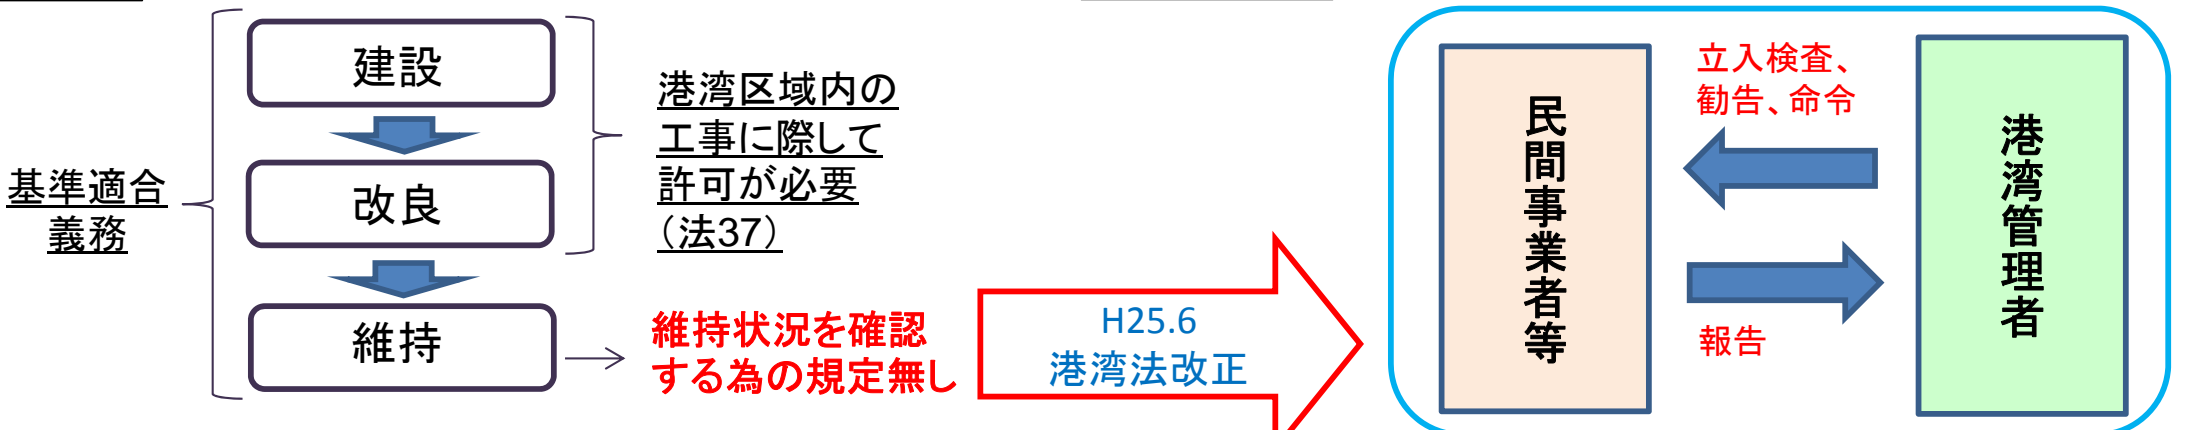 基準適合
義務
建設
改良
維持
港湾区域内の
工事に際して
許可が必要
（法37）
維持状況を確認
する為の規定無し
H25.6
港湾法改正
民間事業者等
立入検査、
勧告、命令
報告
港湾管理者